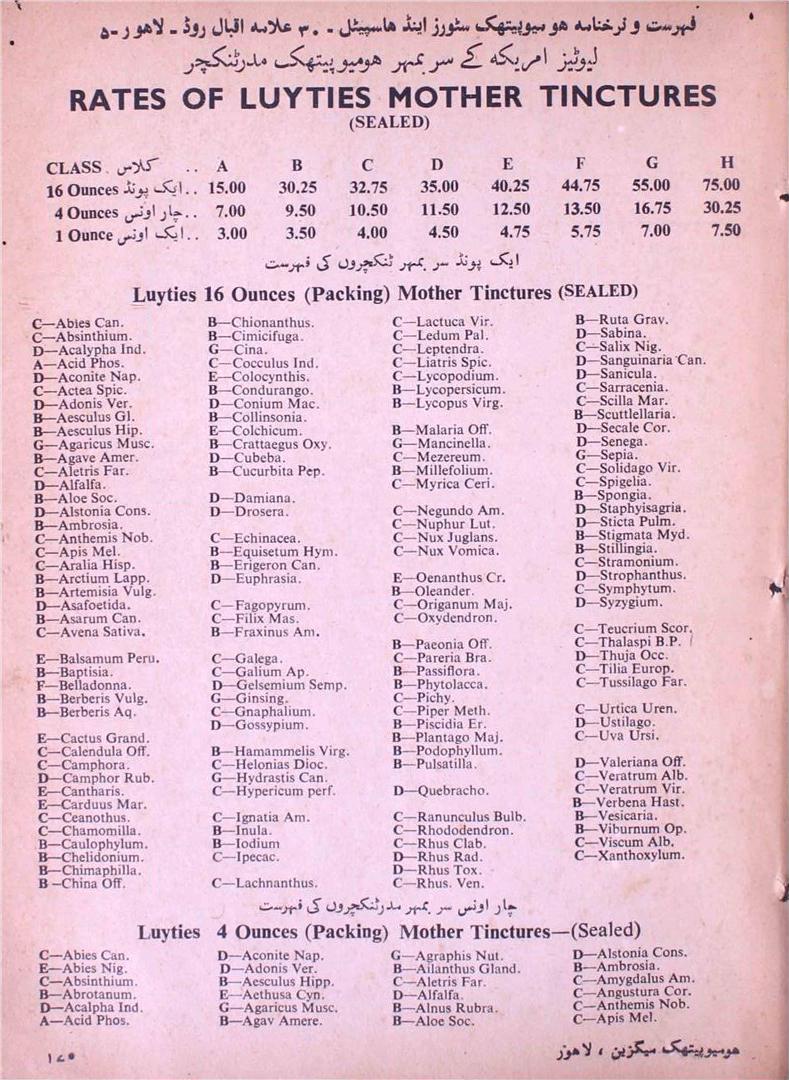 فہرست و نرخنامہ ھومیوپیتھک سٹورز اینڈ ھاسپیٹل ۔ ۳۰ علامہ اقبال روڈ ۔ لاھور ۔ ۵
لیوٹیز امریکہ کے سر بمہر ھومیوپیتھک مدرٹنکچر
RATES OF LUYTIES MOTHER TINCTURES
(SEALED)
CLASS کلاس .. A B C D E F G H
16 Ounces ایک پونڈ .. 15.00 30.25 32.75 35.00 40.25 44.75 55.00 75.00
4 Ounces چار اونس .. 7.00 9.50 10.50 11.50 12.50 13.50 16.75 30.25
1 Ounce ایک اونس .. 3.00 3.50 4.00 4.50 4.75 5.75 7.00 7.50
ایک پونڈ سر بمہر ٹنکچروں کی فہرست
Luyties 16 Ounces (Packing) Mother Tinctures (SEALED)
C—Abies Can.
C—Absinthium.
D—Acalypha Ind.
A—Acid Phos.
D—Aconite Nap.
C—Actea Spic.
D—Adonis Ver.
B—Aesculus Gl.
B—Aesculus Hip.
G—Agaricus Musc.
B—Agave Amer.
C—Aletris Far.
D—Alfalfa.
B—Aloe Soc.
D—Alstonia Cons.
B—Ambrosia.
C—Anthemis Nob.
C—Apis Mel.
C—Aralia Hisp.
B—Arctium Lapp.
B—Artemisia Vulg.
D—Asafoetida.
B—Asarum Can.
C—Avena Sativa.
E—Balsamum Peru.
B—Baptisia.
F—Belladonna.
B—Berberis Vulg.
B—Berberis Aq.
E—Cactus Grand.
C—Calendula Off.
C—Camphora.
D—Camphor Rub.
E—Cantharis.
E—Carduus Mar.
C—Ceanothus.
C—Chamomilla.
B—Caulophylum.
B—Chelidonium.
B—Chimaphilla.
B-China Off.
B—Chionanthus.
B—Cimicifuga.
G—Cina.
C—Cocculus Ind.
E—Colocynthis.
B—Condurango.
D—Conium Mac.
B—Collinsonia.
E—Colchicum.
B—Crattaegus Oxy.
D—Cubeba.
B—Cucurbita Pep.
D—Damiana.
D—Drosera.
C—Echinacea.
B—Equisetum Hym.
B—Erigeron Can.
D—Euphrasia.
C—Fagopyrum.
C—Filix Mas.
B—Fraxinus Am.
C—Galega.
C—Galium Ap.
D—Gelsemium Semp.
G—Ginsing.
C—Gnaphalium.
D—Gossypium.
B—Hamammelis Virg.
C—Helonias Dioc.
G—Hydrastis Can.
C—Hypericum perf.
C—Ignatia Am.
B—Inula.
B—Iodium
C—Ipecac.
C—Lachnanthus.
C—Lactuca Vir.
C—Ledum Pal.
C—Leptendra.
C—Liatris Spic.
C—Lycopodium.
B—Lycopersicum.
B—Lycopus Virg.
B—Malaria Off.
G—Mancinella.
C—Mezereum.
B—Millefolium.
C—Myrica Ceri.
C—Negundo Am.
C—Nuphur Lut.
C—Nux Juglans.
C—Nux Vomica.
E—Oenanthus Cr.
B—Oleander.
C—Origanum Maj.
C—Oxydendron.
B—Paeonia Off.
C—Pareria Bra.
B—Passiflora.
B—Phytolacca.
C—Pichy.
C—Piper Meth.
B—Piscidia Er.
B—Plantago Maj.
B—Podophyllum.
B—Pulsatilla.
D—Quebracho.
C—Ranunculus Bulb.
C—Rhododendron.
C—Rhus Clab.
D—Rhus Rad.
D—Rhus Tox.
C—Rhus. Ven.
B—Ruta Grav.
D—Sabina.
C—Salix Nig.
D—Sanguinaria Can.
D—Sanicula.
C—Sarracenia.
C—Scilla Mar.
B—Scuttlellaria.
D—Secale Cor.
D—Senega.
G—Sepia.
C—Solidago Vir.
C—Spigelia.
B—Spongia.
D—Staphyisagria.
D—Sticta Pulm.
B—Stigmata Myd.
B—Stillingia.
C—Stramonium.
D—Strophanthus.
C—Symphytum.
D—Syzygium.
C—Teucrium Scor.
C—Thalaspi B.P.
D—Thuja Occ.
C—Tilia Europ.
C—Tussilago Far.
C—Urtica Uren.
D—Ustilago.
C—Uva Ursi.
D—Valeriana Off.
C—Veratrum Alb.
C—Veratrum Vir.
B—Verbena Hast.
B—Vesicaria.
B—Viburnum Op.
C—Viscum Alb.
C—Xanthoxylum.
چار اونس سر بمہر مدرٹنکچروں کی فہرست
Luyties 4 Ounces (Packing) Mother Tinctures—(Sealed)
C—Abies Can.
E—Abies Nig.
C—Absinthium.
B—Abrotanum.
D—Acalpha Ind.
A—Acid Phos.
D—Aconite Nap.
D—Adonis Ver.
B—Aesculus Hipp.
E—Aethusa Cyn.
G—Agaricus Musc.
B—Agav Amere.
G—Agraphis Nut.
B—Ailanthus Gland.
C—Aletris Far.
D—Alfalfa.
B—Alnus Rubra.
B—Aloe Soc.
D—Alstonia Cons.
B—Ambrosia.
C—Amygdalus Am.
C—Angustura Cor.
C—Anthemis Nob.
C—Apis Mel.
ھومیوپیتھک میگزین ، لاھور
۱۷۰